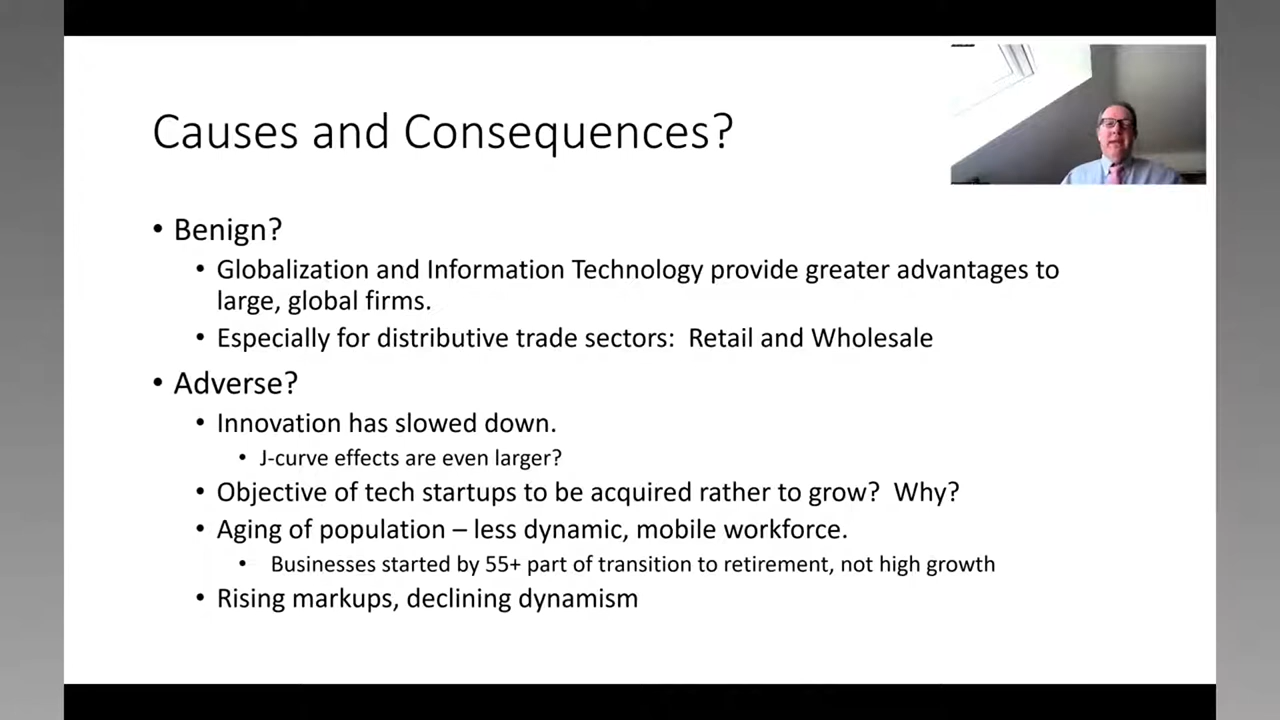 Causes and Consequences?
• Benign?
• Globalization and Information Technology provide greater advantages to
large, global firms.
• Especially for distributive trade sectors: Retail and Wholesale
• Adverse?
• Innovation has slowed down.
• J-curve effects are even larger?
• Objective of tech startups to be acquired rather to grow? Why?
• Aging of population – less dynamic, mobile workforce.
• Businesses started by 55+ part of transition to retirement, not high growth
• Rising markups, declining dynamism